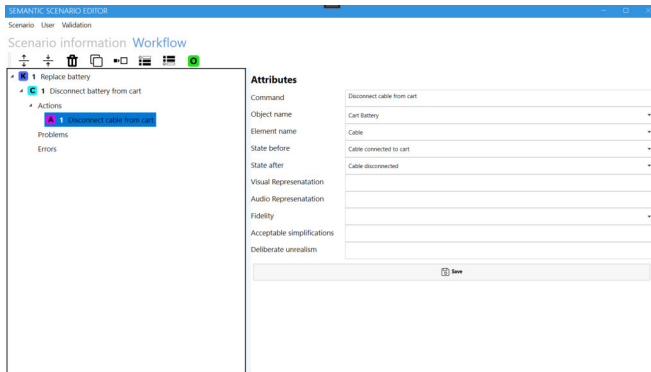 SEMANTIC SCENARIO EDITOR
Scenario User Validation
Scenario information Workflow
O
K 1 Replace battery
C 1 Disconnect battery from cart
Actions
A 1 Disconnect cable from cart
Problems
Errors
Attributes
Command Disconnect cable from cart
Object name Cart Battery
Element name Cable
State before Cable connected to cart
State after Cable disconnected
Visual Represenatation
Audio Represenatation
Fidelity
Acceptable simplifications
Deliberate unrealism
Save